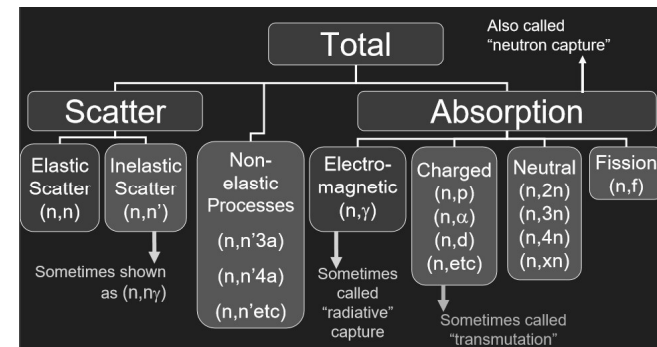 Total
Also called
“neutron capture”
Scatter
Absorption
Elastic
Scatter
(n,n)
Inelastic
Scatter
(n,n’)
Non-
elastic
Processes
(n,n’3a)
(n,n’4a)
(n,n’etc)
Electro-
magnetic
(n,γ)
Charged
(n,p)
(n,α)
(n,d)
(n,etc)
Neutral
(n,2n)
(n,3n)
(n,4n)
(n,xn)
Fission
(n,f)
Sometimes shown
as (n,nγ)
Sometimes
called
“radiative”
capture
Sometimes called
“transmutation”